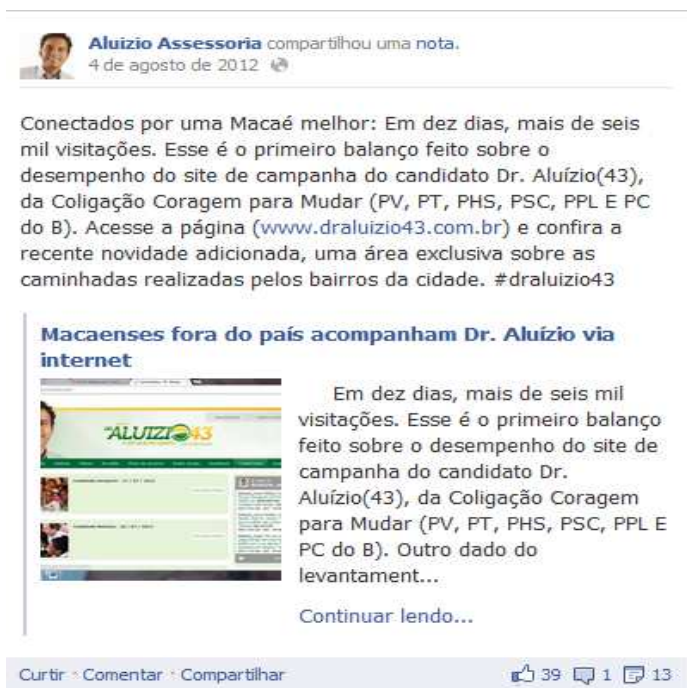 Aluizio Assessoria compartilhou uma nota.
4 de agosto de 2012
Conectados por uma Macaé melhor: Em dez dias, mais de seis
mil visitações. Esse é o primeiro balanço feito sobre o
desempenho do site de campanha do candidato Dr. Aluízio(43),
da Coligação Coragem para Mudar (PV, PT, PHS, PSC, PPL E PC
do B). Acesse a página (www.draluizio43.com.br) e confira a
recente novidade adicionada, uma área exclusiva sobre as
caminhadas realizadas pelos bairros da cidade. #draluizio43
Macaenses fora do país acompanham Dr. Aluízio via
internet
ALUIZIO43
Em dez dias, mais de seis mil
visitações. Esse é o primeiro balanço
feito sobre o desempenho do site de
campanha do candidato Dr.
Aluízio(43), da Coligação Coragem
para Mudar (PV, PT, PHS, PSC, PPL E
PC do B). Outro dado do
levantament...
Continuar lendo...
Curtir · Comentar · Compartilhar 39 1 13